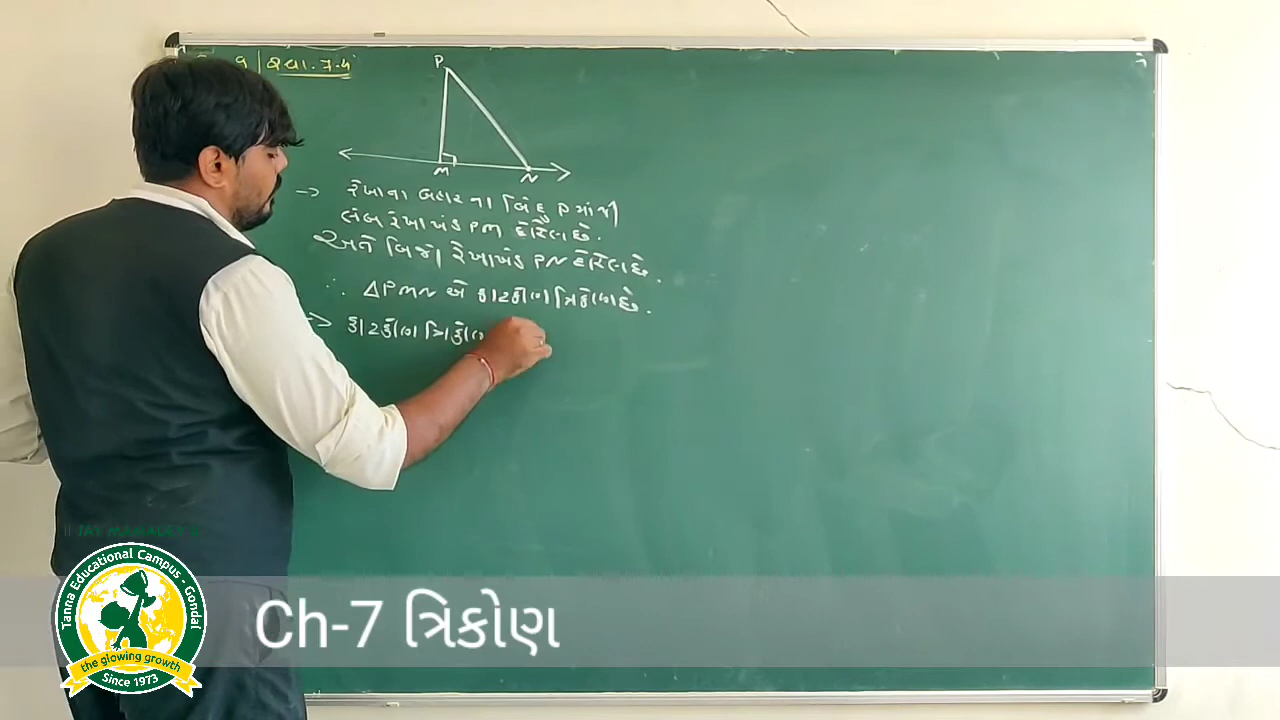 સ્વા. 7.4
P
M
N
→ રેખાના બહારના બિંદુ P માંથી
લંબ રેખાખંડ PM દોરેલ છે.
અને બિજો રેખાખંડ PN દોરેલ છે.
∴ ΔPMN એ કાટકોણ ત્રિકોણ છે.
→ કાટકોણ ત્રિકોણ
Ch-7 ત્રિકોણ
Tanna Educational Campus - Gondal
the glowing growth
Since 1973